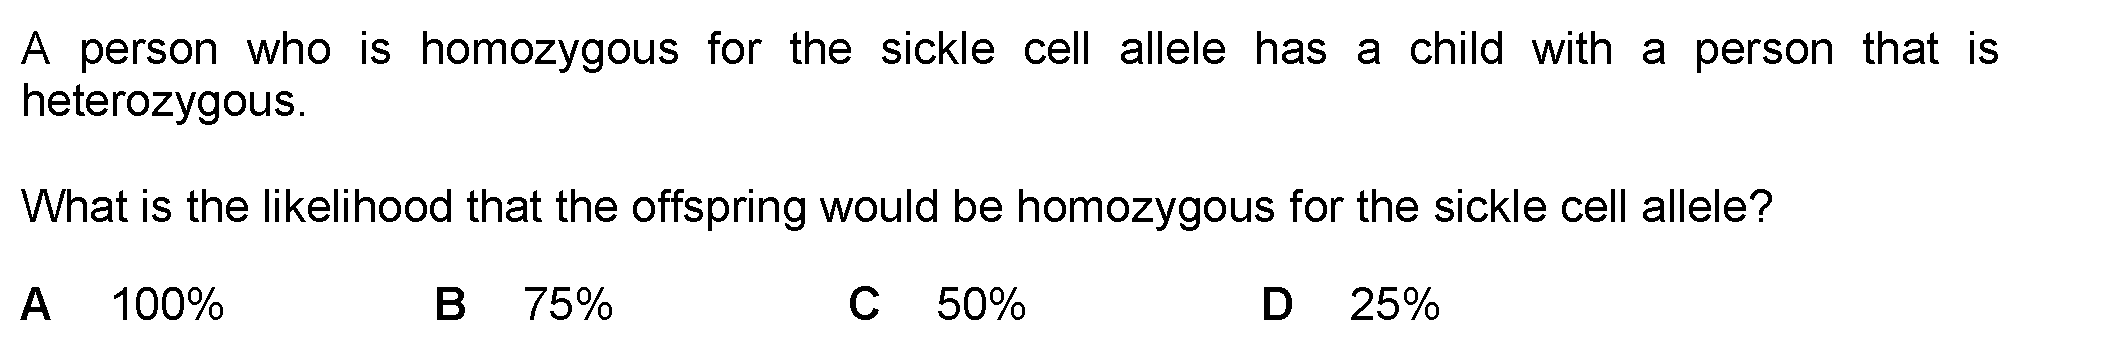 A person who is homozygous for the sickle cell allele has a child with a person that is
heterozygous.
What is the likelihood that the offspring would be homozygous for the sickle cell allele?
A 100% B 75% C 50% D 25%